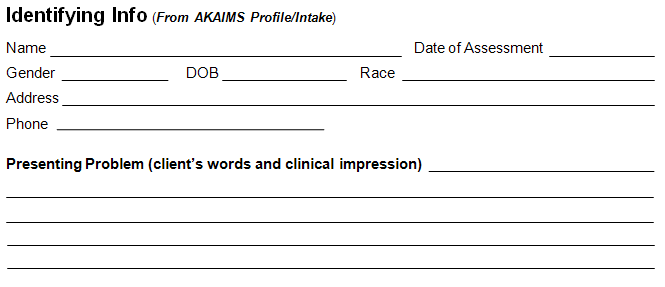 Identifying Info (From AKAIMS Profile/Intake)
Name Date of Assessment
Gender DOB Race
Address
Phone
Presenting Problem (client’s words and clinical impression)